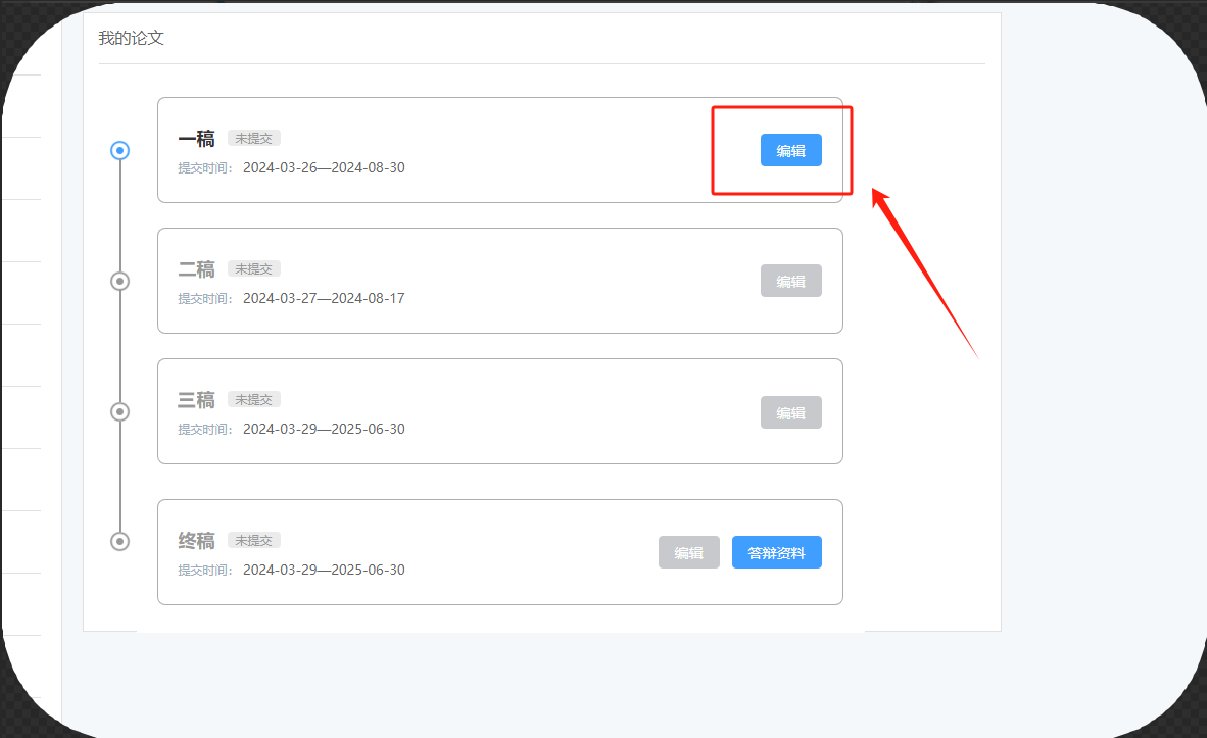 我的论文
一稿 未提交
编辑
提交时间： 2024-03-26—2024-08-30
二稿 未提交
编辑
提交时间： 2024-03-27—2024-08-17
三稿 未提交
编辑
提交时间： 2024-03-29—2025-06-30
终稿 未提交
编辑 答辩资料
提交时间： 2024-03-29—2025-06-30